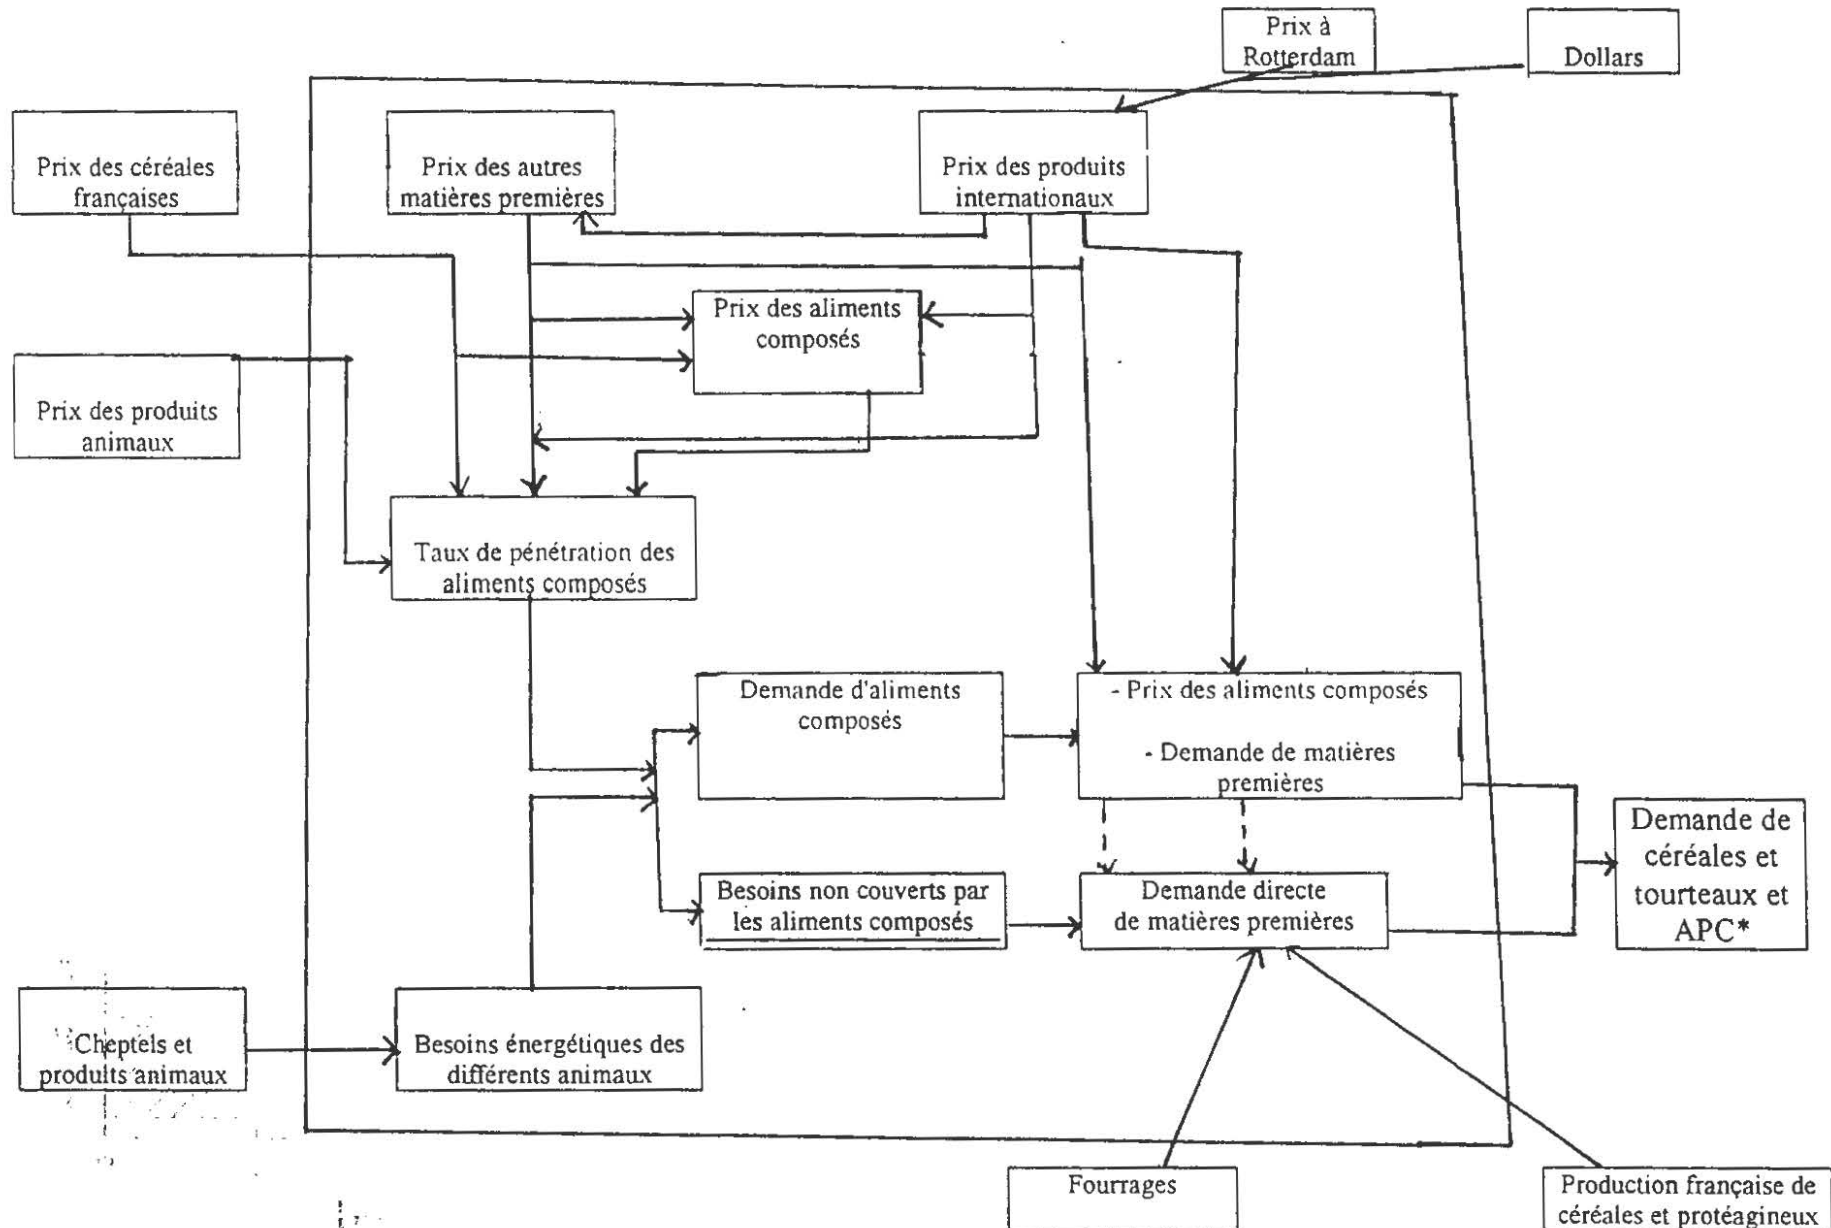 Prix à
Rotterdam
Dollars
Prix des céréales
françaises
Prix des autres
matières premières
Prix des produits
internationaux
Prix des aliments
composés
Prix des produits
animaux
Taux de pénétration des
aliments composés
Demande d'aliments
composés
- Prix des aliments composés
- Demande de matières
premières
Demande de
céréales et
tourteaux et
APC*
Besoins non couverts par
les aliments composés
Demande directe
de matières premières
Cheptels et
produits animaux
Besoins énergétiques des
différents animaux
Fourrages
Production française de
céréales et protéagineux